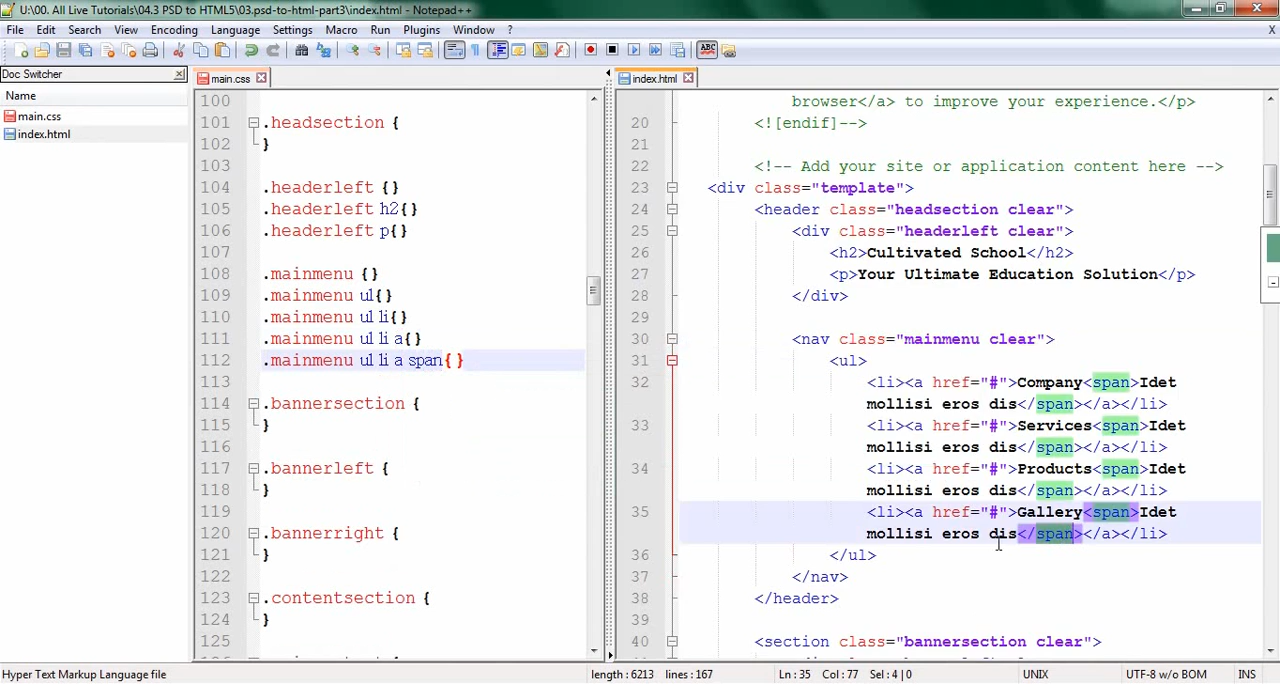 U:\00. All Live Tutorials\04.3 PSD to HTML5\03.psd-to-html-part3\index.html - Notepad++
File Edit Search View Encoding Language Settings Macro Run Plugins Window ? X
ABC
Doc Switcher
Name
main.css
index.html
main.css
100
101 .headsection {
102 }
103
104 .headerleft {}
105 .headerleft h2{}
106 .headerleft p{}
107
108 .mainmenu {}
109 .mainmenu ul{}
110 .mainmenu ul li{}
111 .mainmenu ul li a{}
112 .mainmenu ul li a span{ }
113
114 .bannersection {
115 }
116
117 .bannerleft {
118 }
119
120 .bannerright {
121 }
122
123 .contentsection {
124 }
125
index.html
browser</a> to improve your experience.</p>
20 <![endif]-->
21
22 <!-- Add your site or application content here -->
23 <div class="template">
24 <header class="headsection clear">
25 <div class="headerleft clear">
26 <h2>Cultivated School</h2>
27 <p>Your Ultimate Education Solution</p>
28 </div>
29
30 <nav class="mainmenu clear">
31 <ul>
32 <li><a href="#">Company<span>Idet
mollisi eros dis</span></a></li>
33 <li><a href="#">Services<span>Idet
mollisi eros dis</span></a></li>
34 <li><a href="#">Products<span>Idet
mollisi eros dis</span></a></li>
35 <li><a href="#">Gallery<span>Idet
mollisi eros dis</span></a></li>
36 </ul>
37 </nav>
38 </header>
39
40 <section class="bannersection clear">
Hyper Text Markup Language file length : 6213 lines : 167 Ln : 35 Col : 77 Sel : 4 | 0 UNIX UTF-8 w/o BOM INS